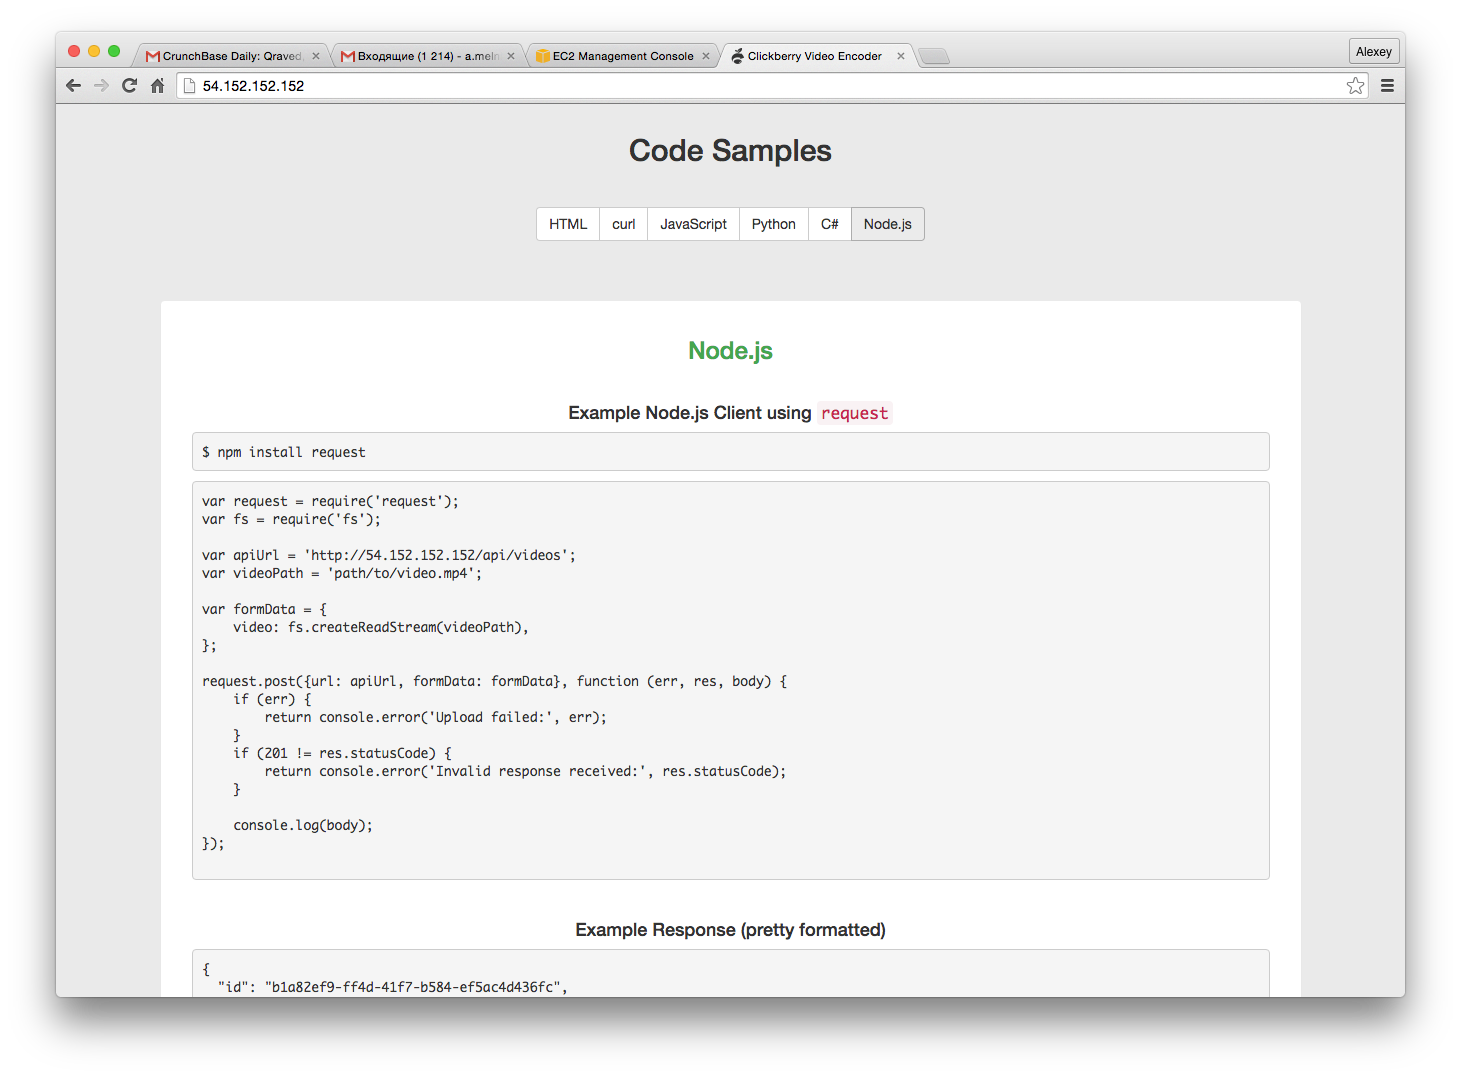 CrunchBase Daily: Qraved,
Входящие (1 214) - a.meln
EC2 Management Console
Clickberry Video Encoder
Alexey
54.152.152.152
Code Samples
HTML
curl
JavaScript
Python
C#
Node.js
Node.js
Example Node.js Client using request
$ npm install request
var request = require('request');
var fs = require('fs');
var apiUrl = 'http://54.152.152.152/api/videos';
var videoPath = 'path/to/video.mp4';
var formData = {
    video: fs.createReadStream(videoPath),
};
request.post({url: apiUrl, formData: formData}, function (err, res, body) {
    if (err) {
        return console.error('Upload failed:', err);
    }
    if (201 != res.statusCode) {
        return console.error('Invalid response received:', res.statusCode);
    }
    console.log(body);
});
Example Response (pretty formatted)
{
  "id": "b1a82ef9-ff4d-41f7-b584-ef5ac4d436fc",